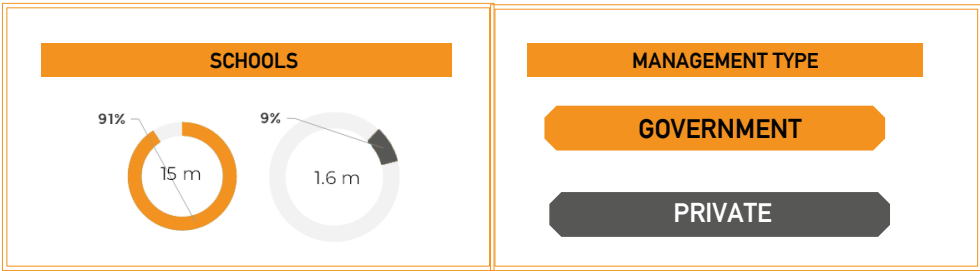 SCHOOLS
91%
15 m
9%
1.6 m
MANAGEMENT TYPE
GOVERNMENT
PRIVATE